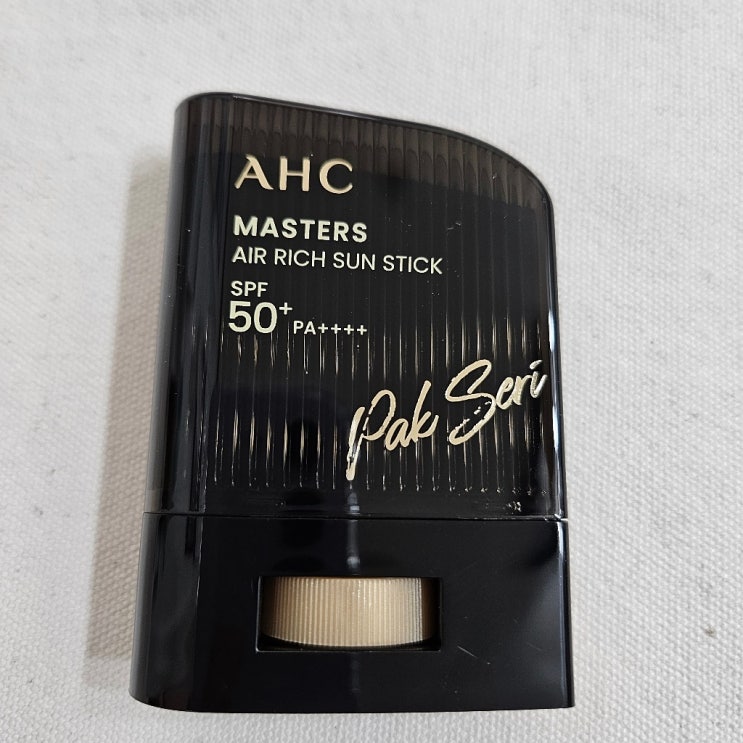 AHC
MASTERS
AIR RICH SUN STICK
SPF
50+ PA++++
Pak Seri